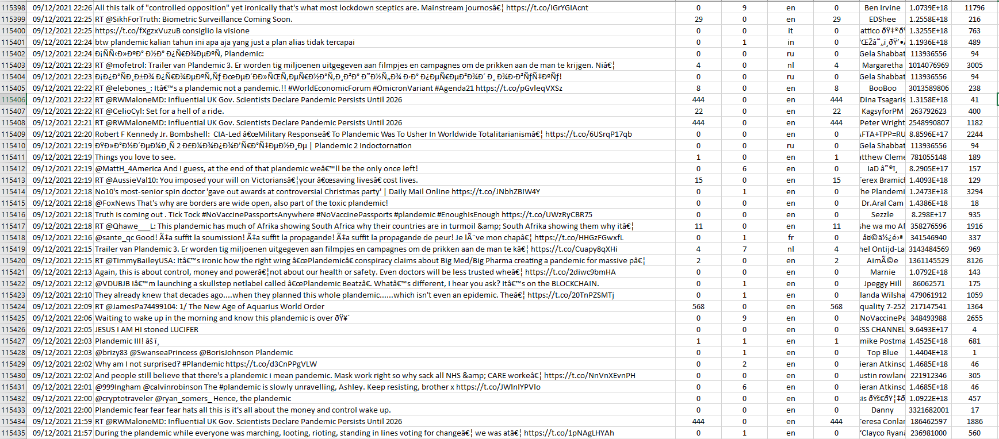 115398 09/12/2021 22:26 All this talk of "controlled opposition" yet ironically that's what most lockdown sceptics are. Mainstream journosâ€¦ https://t.co/IGrYGIAcnt 0 9 en 0 Ben Irvine 1.0739E+18 11796
115399 09/12/2021 22:25 RT @SikhForTruth: Biometric Surveillance Coming Soon. 29 0 en 29 EDShee 1.2558E+18 216
115400 09/12/2021 22:25 https://t.co/fXgzxVuzuB consiglio la visione 0 0 it 0 1.3255E+18 763
115401 09/12/2021 22:24 btw plandemic kalian tahun ini apa aja yang just a plan alias tidak tercapai 0 1 in 0 1.1936E+18 489
115402 09/12/2021 22:24 Plandemic: 0 0 ru 0 Gela Shabbat 113936556 94
115403 09/12/2021 22:23 RT @mofetrol: Trailer van Plandemic 3. Er worden tig miljoenen uitgegeven aan filmpjes en campagnes om de prikken aan de man te krijgen. Niâ€¦ 4 0 nl 4 Margaretha 1014076969 3005
115404 09/12/2021 22:23 0 0 ru 0 Gela Shabbat 113936556 94
115405 09/12/2021 22:22 RT @elebones_: Itâ€™s a plandemic not a pandemic.!! #WorldEconomicForum #OmicronVariant #Agenda21 https://t.co/pGvleqVXSz 8 0 en 8 BooBoo 3013589806 238
115406 09/12/2021 22:22 RT @RWMaloneMD: Influential UK Gov. Scientists Declare Pandemic Persists Until 2026 444 0 en 444 Dina Tsagaris 1.3158E+18 41
115407 09/12/2021 22:22 RT @CelioCyl: Set for a hell of a ride. 22 0 en 22 KagsyforPM 263792623 400
115408 09/12/2021 22:21 RT @RWMaloneMD: Influential UK Gov. Scientists Declare Pandemic Persists Until 2026 444 0 en 444 Peter Wright 2548990807 1182
115409 09/12/2021 22:20 Robert F Kennedy Jr. Bombshell: CIA-Led â€œMilitary Responseâ€ To Plandemic Was To Usher In Worldwide Totalitarianismâ€¦ https://t.co/6USrqP17qb 0 0 en 0 AFTA+TPP=RU 8.8596E+17 2244
115410 09/12/2021 22:19 | Plandemic 2 Indoctornation 0 0 ru 0 Gela Shabbat 113936556 94
115411 09/12/2021 22:19 Things you love to see. 1 0 en 1 atthew Cleme 781055148 189
115412 09/12/2021 22:19 @MattH_4America And I guess, at the end of that plandemic weâ€™ll be the only once left! 0 6 en 0 IaD â˜®ï¸ 8.2905E+17 157
115413 09/12/2021 22:19 RT @AussieVal10: You imposed your will on Victoriansâ€¦your â€œsaving livesâ€ cost lives. 15 0 en 15 Terex Bramich 1.4093E+18 129
115414 09/12/2021 22:18 No10's most-senior spin doctor 'gave out awards at controversial Christmas party' | Daily Mail Online https://t.co/JNbhZBIW4Y 0 1 en 0 he Plandemi 1.2473E+18 3294
115415 09/12/2021 22:18 @FoxNews That's why are borders are wide open, also part of the toxic plandemic! 0 0 en 0 Dr.Aral Cam 1.4386E+18 18
115416 09/12/2021 22:18 Truth is coming out . Tick Tock #NoVaccinePassportsAnywhere #NoVaccinePassports #plandemic #EnoughIsEnough https://t.co/UWzRyCBR75 0 0 en 0 Sezzle 8.298E+17 935
115417 09/12/2021 22:18 RT @Qhawe___L: This plandemic has much of Afrika showing South Africa why their countries are in turmoil &amp; South Afrika showing them why itâ€¦ 11 0 en 11 she wa mo Af 358276596 1916
115418 09/12/2021 22:16 @sante_qc Good! Ã‡a suffit la soumission! Ã‡a suffit la propagande! Ã‡a suffit la propagande de peur! Je lÃ¨ve mon chapâ€¦ https://t.co/HHGzFGwxfL 0 1 fr 0 341546940 337
115419 09/12/2021 22:15 Trailer van Plandemic 3. Er worden tig miljoenen uitgegeven aan filmpjes en campagnes om de prikken aan de man te kâ€¦ https://t.co/Cuapy8qXHi 4 7 nl 4 hel Ontijd-La 3143484569 969
115420 09/12/2021 22:15 RT @TimmyBaileyUSA: Itâ€™s ironic how the right wing â€œPlandemicâ€ conspiracy claims about Big Med/Big Pharma creating a pandemic for massive pâ€¦ 2 0 en 2 AimÃ©e 1361145529 8126
115421 09/12/2021 22:13 Again, this is about control, money and powerâ€¦not about our health or safety. Even doctors will be less trusted wheâ€¦ https://t.co/2diwc9bmHA 0 0 en 0 Marnie 1.0792E+18 143
115422 09/12/2021 22:12 @VDUBJB Iâ€™m launching a skullstep netlabel called â€œPlandemic Beatzâ€. Whatâ€™s different, I hear you ask? Itâ€™s on the BLOCKCHAIN. 0 1 en 0 Jpeggy Hill 86062571 175
115423 09/12/2021 22:10 They already knew that decades ago....when they planned this whole plandemic......which isn't even an epidemic. Theâ€¦ https://t.co/20TnPZSMTj 0 1 en 0 landa Wilsha 479061912 1059
115424 09/12/2021 22:09 RT @JamesPa74499104: 1/ The New Age of Aquarius World Order 568 0 en 568 quality 7-252 217147541 1364
115425 09/12/2021 22:06 Waiting to wake up in the morning and know this plandemic is over ðŸ¥´ 0 9 en 0 NoVaccinePa 348493988 2655
115426 09/12/2021 22:05 JESUS I AM HI stoned LUCIFER 0 0 en 0 ESS CHANNEL 9.6493E+17 4
115427 09/12/2021 22:03 Plandemic III! âšï¸ 1 1 en 1 mike Postma 1.4525E+18 681
115428 09/12/2021 22:03 @brizy83 @SwanseaPrincess @BorisJohnson Plandemic 0 1 en 0 Top Blue 1.4404E+18 1
115429 09/12/2021 22:02 Why am I not surprised? #Plandemic https://t.co/d3CnPPgVLW 0 2 en 0 ieran Atkinsc 1.4685E+18 46
115430 09/12/2021 22:02 And people still believe that there's a plandemic i mean pandemic. Mask work right so why sack all NHS &amp; CARE workeâ€¦ https://t.co/NnVnXEvnPH 0 0 en 0 ustin rowland 221912346 305
115431 09/12/2021 22:01 @999Ingham @calvinrobinson The #plandemic is slowly unravelling, Ashley. Keep resisting, brother x https://t.co/JWlnlYPVlo 0 6 en 0 ieran Atkinsc 1.4685E+18 46
115432 09/12/2021 22:00 @cryptotraveler @ryan_somers_ Hence, the plandemic 0 0 en 0 1.0922E+18 457
115433 09/12/2021 22:00 Plandemic fear fear fear hats all this is it's all about the money and control wake up. 0 0 en 0 Danny 3321682001 17
115434 09/12/2021 21:59 RT @RWMaloneMD: Influential UK Gov. Scientists Declare Pandemic Persists Until 2026 444 0 en 444 Teresa Conlar 186462597 1886
115435 09/12/2021 21:57 During the plandemic while everyone was marching, looting, rioting, standing in lines voting for changeâ€¦ we was atâ€¦ https://t.co/1pNAgLHYAh 0 1 en 0 Clayco Ryan 236981000 560